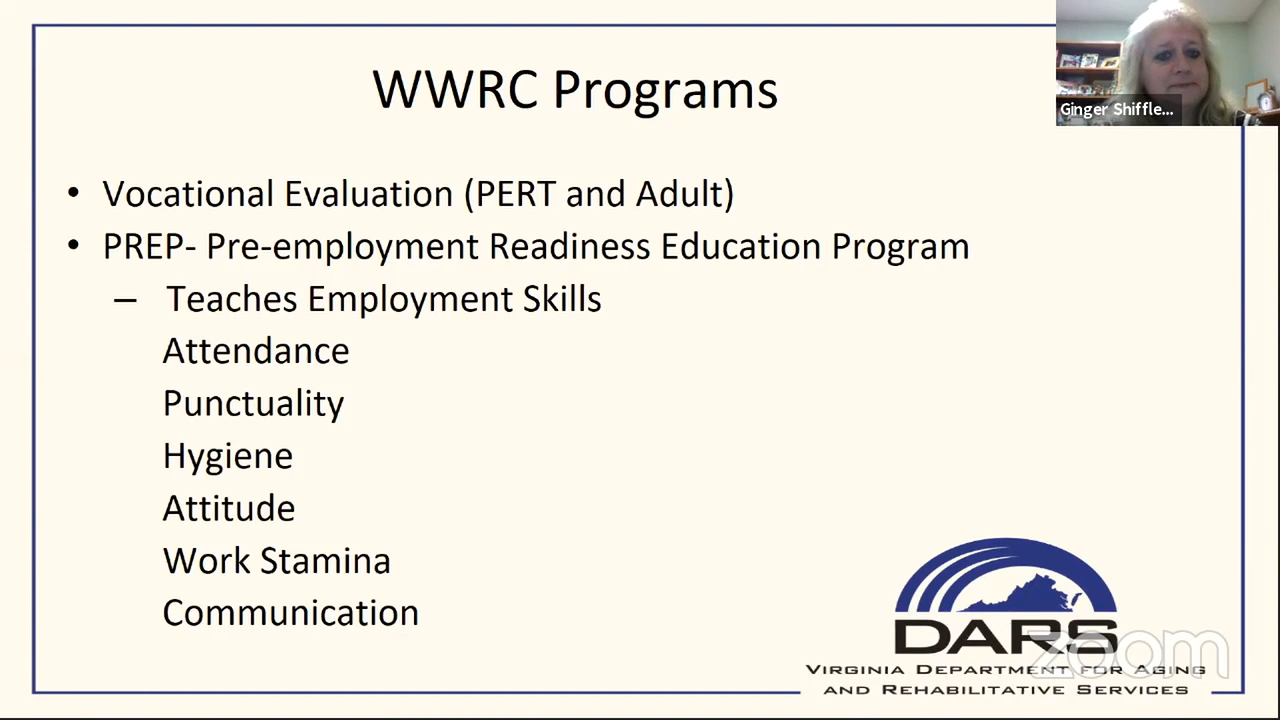 WWRC Programs
Ginger Shiffle...
• Vocational Evaluation (PERT and Adult)
• PREP- Pre-employment Readiness Education Program
– Teaches Employment Skills
Attendance
Punctuality
Hygiene
Attitude
Work Stamina
Communication
DARS
zoom
VIRGINIA DEPARTMENT FOR AGING
AND REHABILITATIVE SERVICES